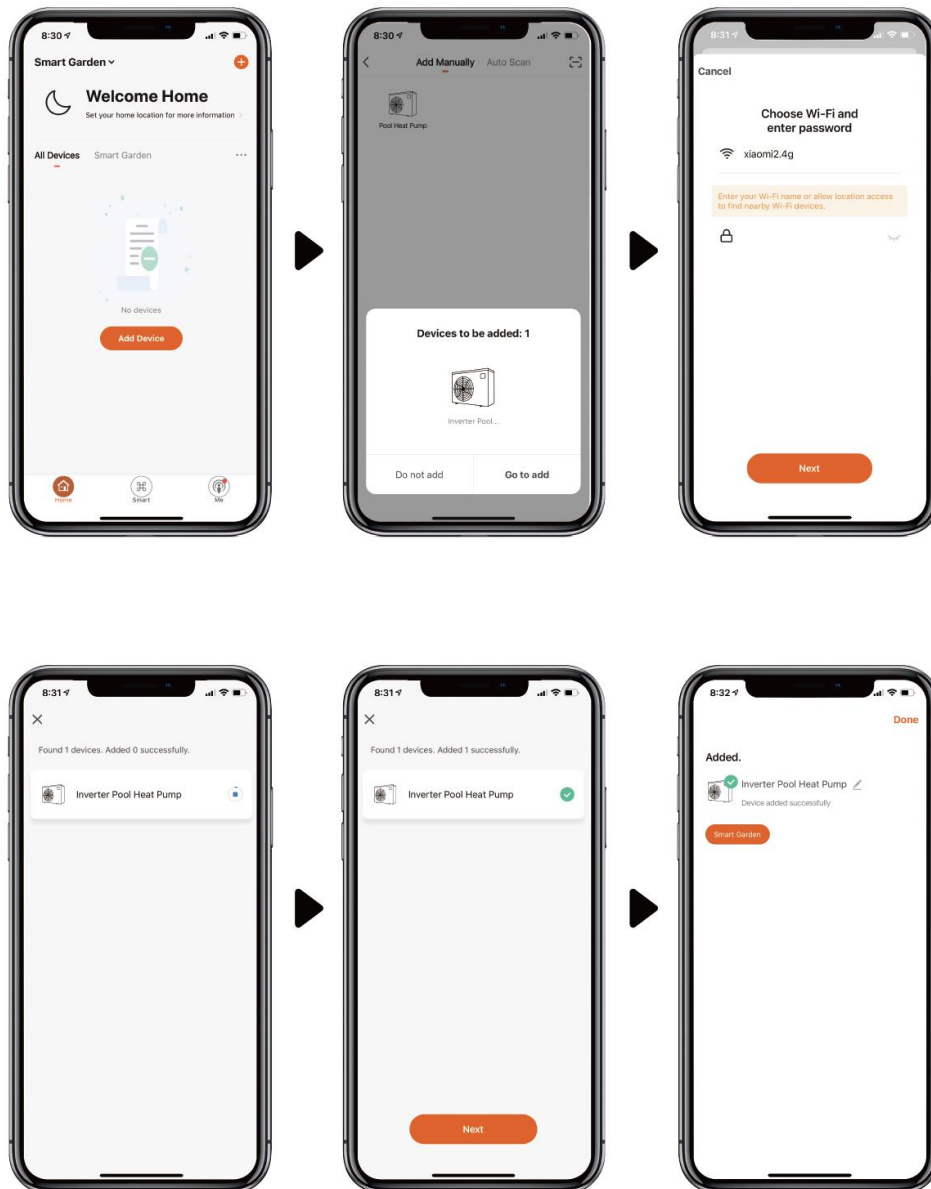 8:30
Smart Garden
Welcome Home
Set your home location for more information
All Devices Smart Garden
No devices
Add Device
Home Smart Me
8:30
Add Manually Auto Scan
Pool Heat Pump
Devices to be added: 1
Inverter Pool...
Do not add Go to add
8:31
Cancel
Choose Wi-Fi and
enter password
xiaomi2.4g
Enter your Wi-Fi name or allow location access
to find nearby Wi-Fi devices.
Next
8:31
Found 1 devices. Added 0 successfully.
Inverter Pool Heat Pump
8:31
Found 1 devices. Added 1 successfully.
Inverter Pool Heat Pump
Next
8:32
Done
Added.
Inverter Pool Heat Pump
Device added successfully
Smart Garden